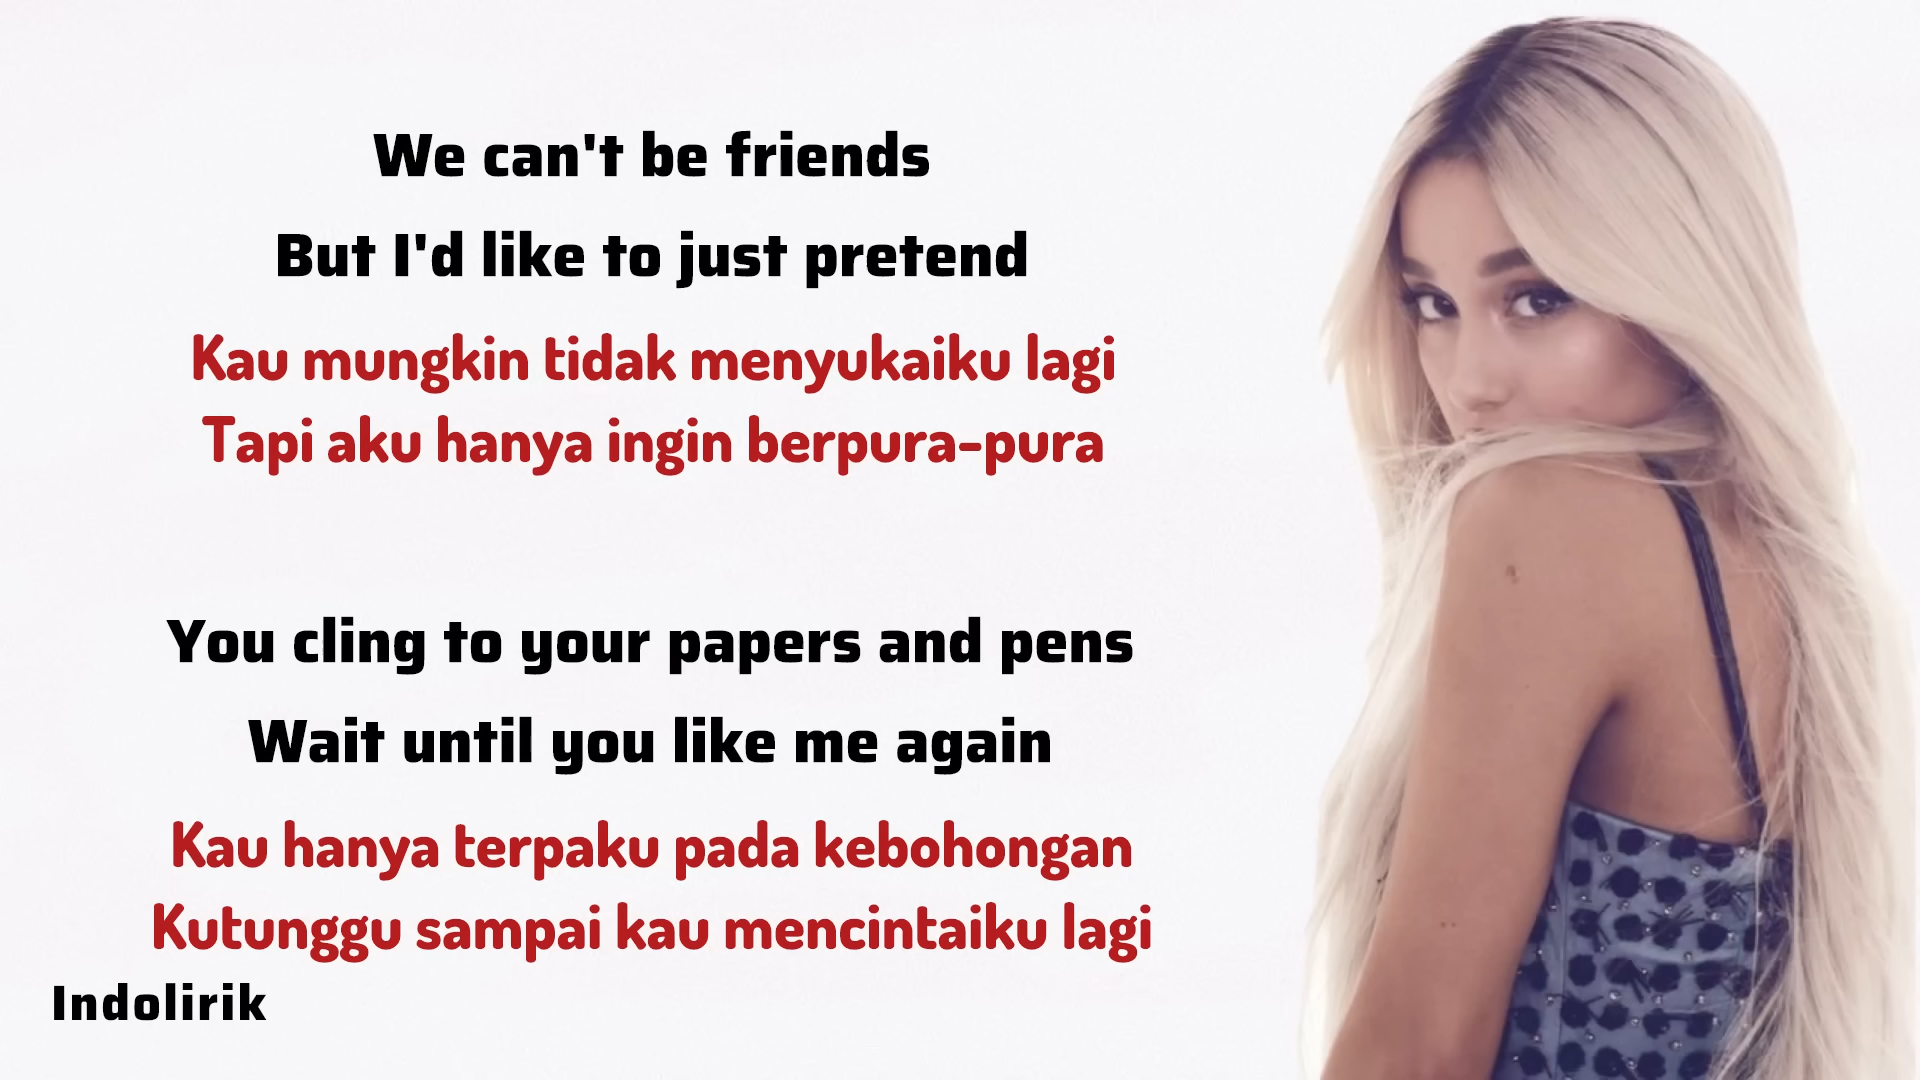 We can't be friends
But I'd like to just pretend
Kau mungkin tidak menyukaiku lagi
Tapi aku hanya ingin berpura-pura
You cling to your papers and pens
Wait until you like me again
Kau hanya terpaku pada kebohongan
Kutunggu sampai kau mencintaiku lagi
Indolirik